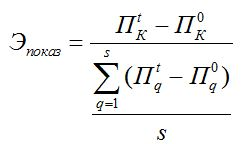 Э_показ = (П_К^t − П_К^0) / ((∑_{q=1}^{s} (П_q^t − П_q^0)) / s)